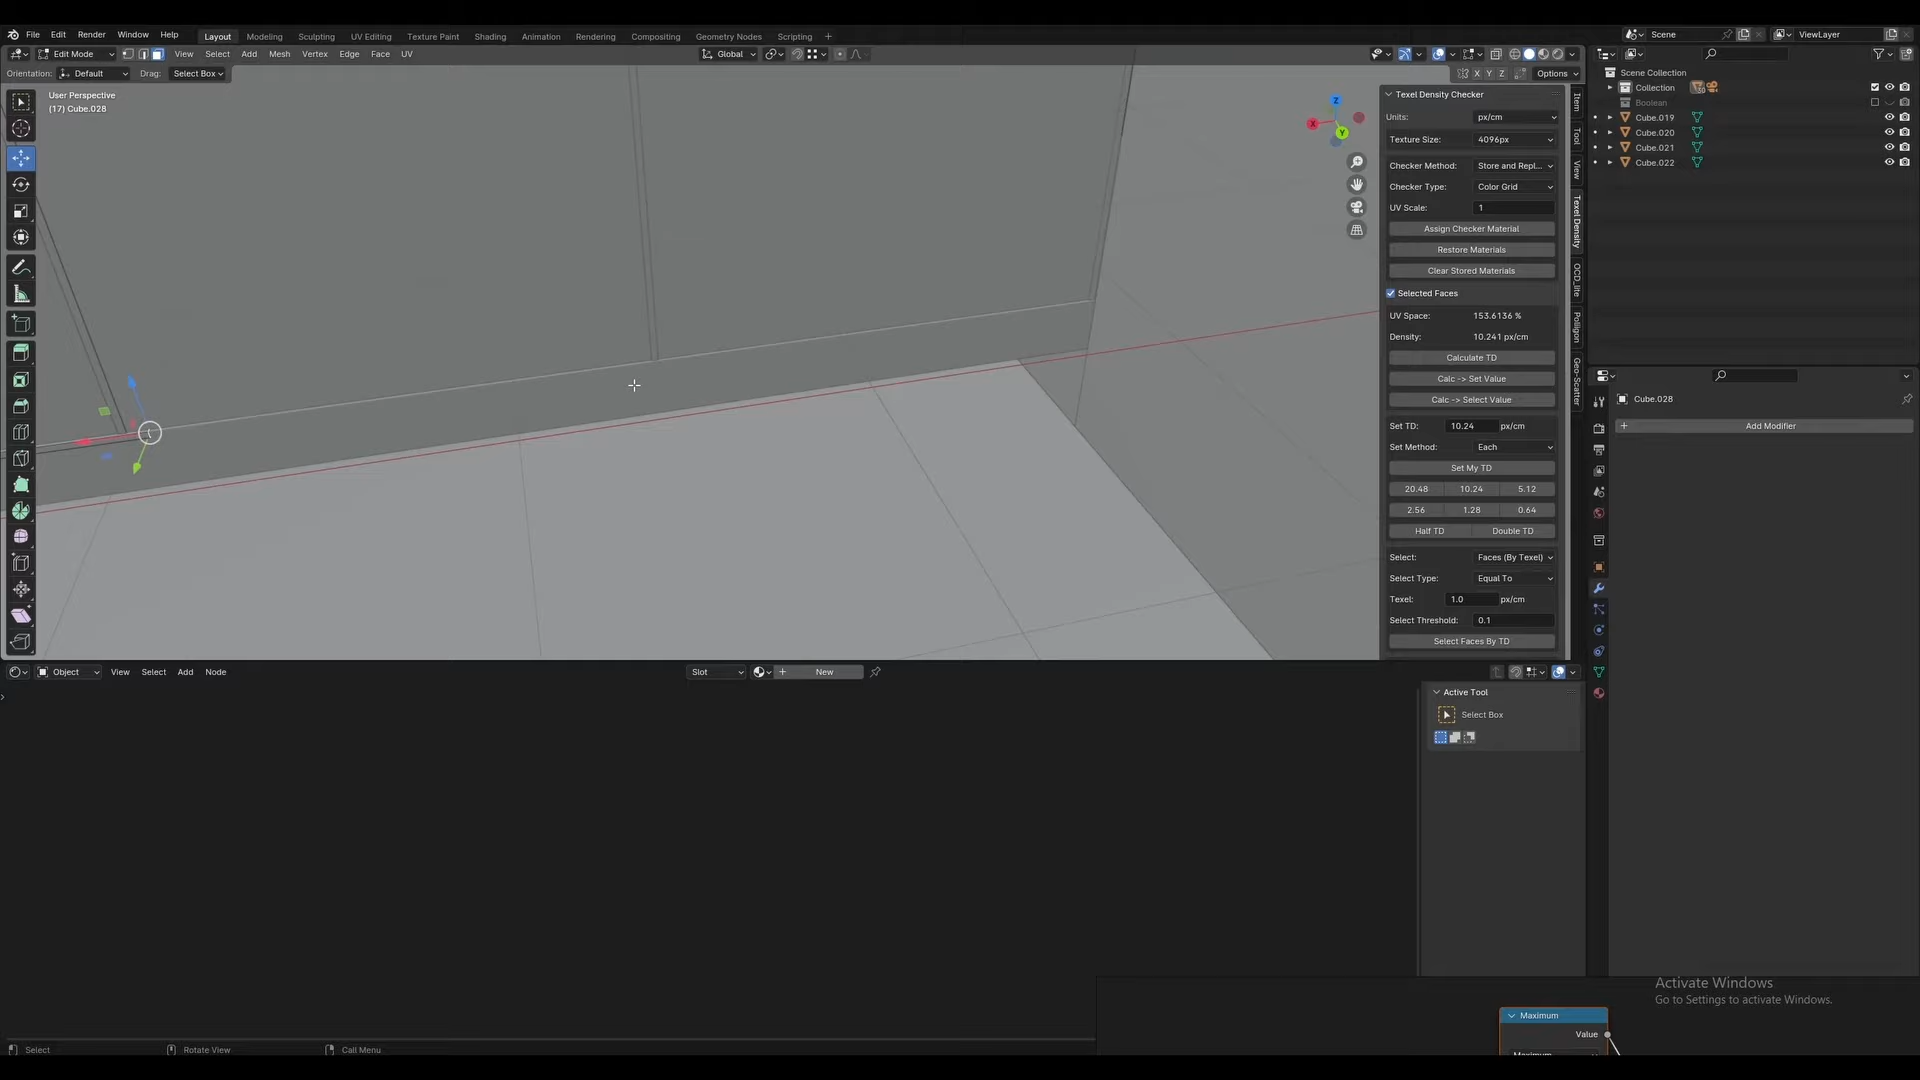 File Edit Render Window Help Layout Modeling Sculpting UV Editing Texture Paint Shading Animation Rendering Compositing Geometry Nodes Scripting + Scene ViewLayer
Edit Mode View Select Add Mesh Vertex Edge Face UV Global
Orientation: Default Drag: Select Box X Y Z Options
User Perspective
(17) Cube.028
Z
X
Y
Texel Density Checker
Units: px/cm
Texture Size: 4096px
Checker Method: Store and Repl...
Checker Type: Color Grid
UV Scale: 1
Assign Checker Material
Restore Materials
Clear Stored Materials
Selected Faces
UV Space: 153.6136 %
Density: 10.241 px/cm
Calculate TD
Calc -> Set Value
Calc -> Select Value
Set TD: 10.24 px/cm
Set Method: Each
Set My TD
20.48 10.24 5.12
2.56 1.28 0.64
Half TD Double TD
Select: Faces (By Texel)
Select Type: Equal To
Texel: 1.0 px/cm
Select Threshold: 0.1
Select Faces By TD
Item
Tool
View
Texel Density
OCD_lite
Poliigon
Geo-Scatter
Scene Collection
Collection
Boolean
Cube.019
Cube.020
Cube.021
Cube.022
Cube.028
+ Add Modifier
Object View Select Add Node Slot + New
Active Tool
Select Box
Activate Windows
Go to Settings to activate Windows.
Maximum
Value
Maximum
Select Rotate View Call Menu